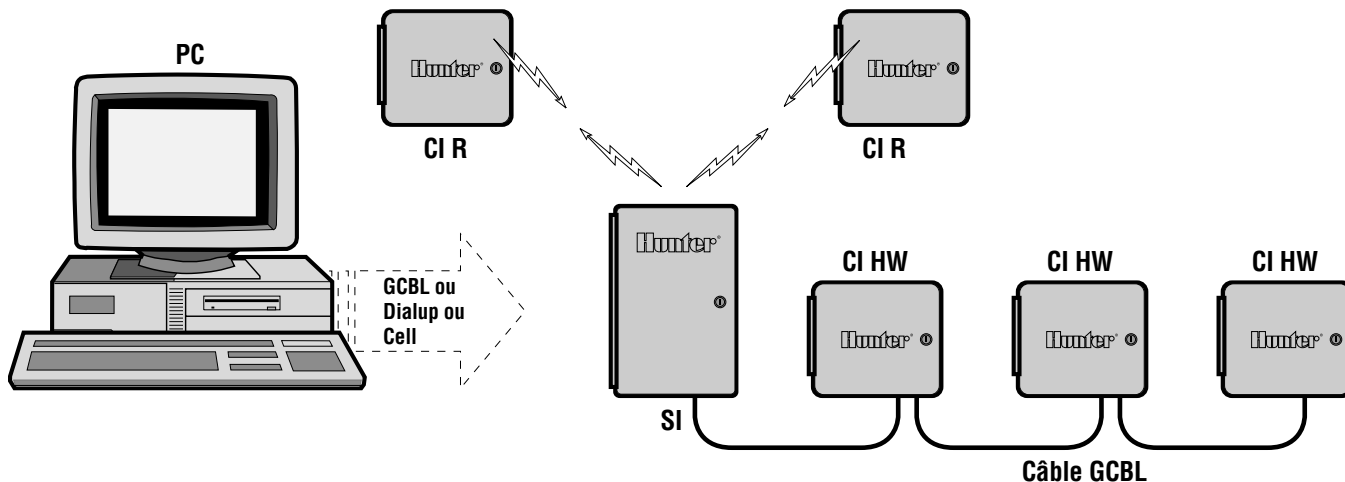 PC
Hunter®
CI R
Hunter®
CI R
GCBL ou
Dialup ou
Cell
Hunter®
SI
CI HW
Hunter®
CI HW
Hunter®
CI HW
Hunter®
Câble GCBL